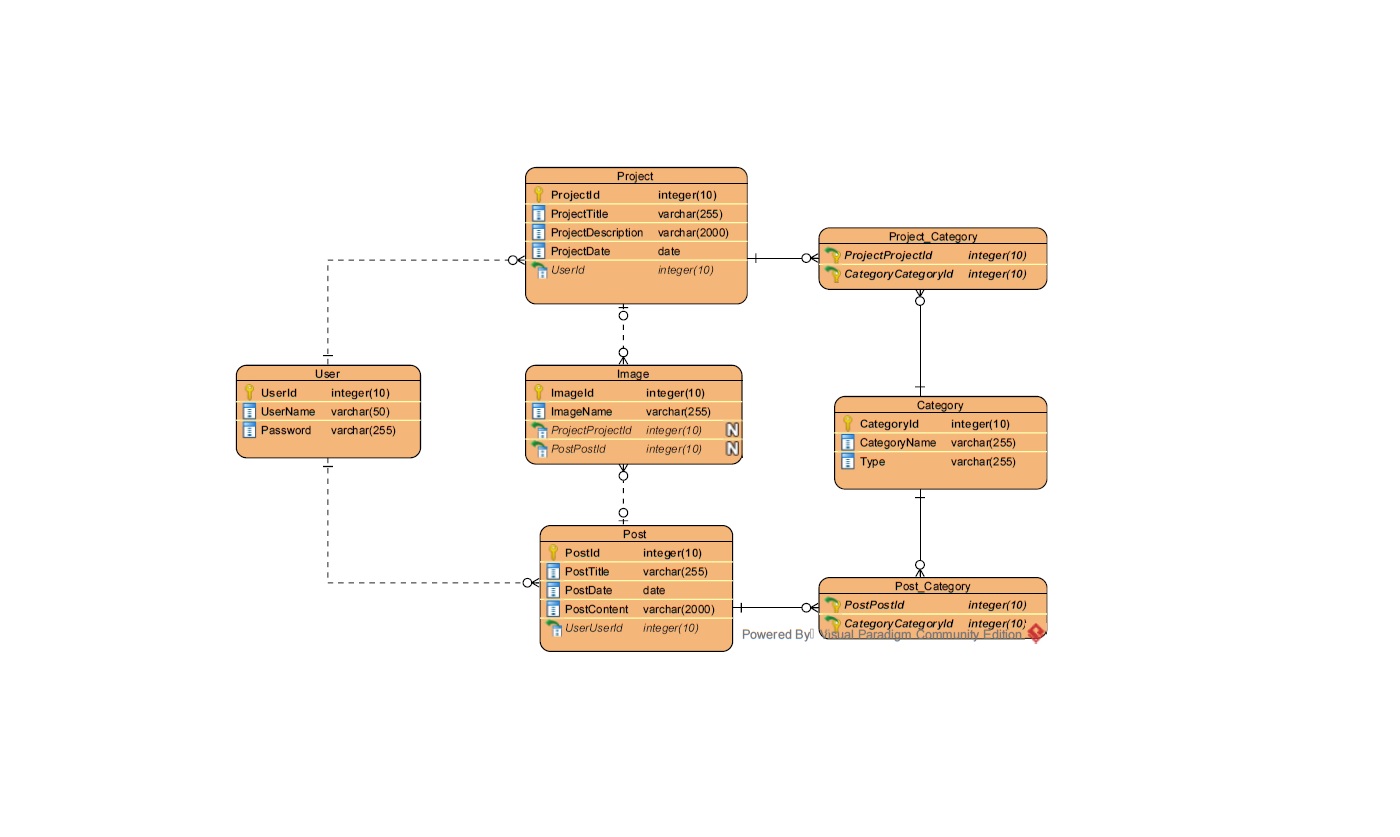 Project
ProjectId integer(10)
ProjectTitle varchar(255)
ProjectDescription varchar(2000)
ProjectDate date
UserId integer(10)
Project_Category
ProjectProjectId integer(10)
CategoryCategoryId integer(10)
User
UserId integer(10)
UserName varchar(50)
Password varchar(255)
Image
ImageId integer(10)
ImageName varchar(255)
ProjectProjectId integer(10) N
PostPostId integer(10) N
Category
CategoryId integer(10)
CategoryName varchar(255)
Type varchar(255)
Post
PostId integer(10)
PostTitle varchar(255)
PostDate date
PostContent varchar(2000)
UserUserId integer(10)
Post_Category
PostPostId integer(10)
CategoryCategoryId integer(10)
Powered By Visual Paradigm Community Edition